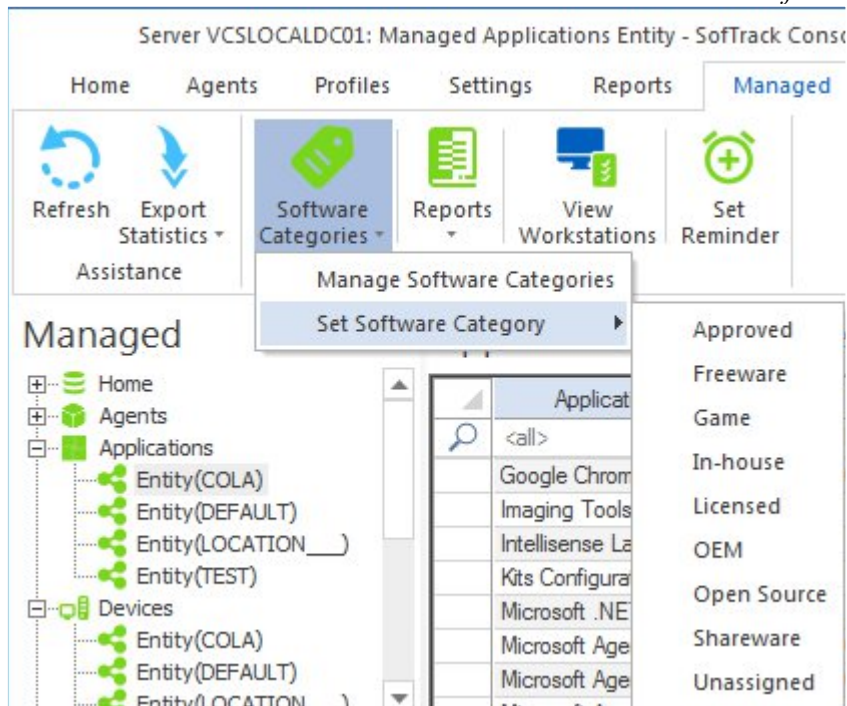 Server VCSLOCALDC01: Managed Applications Entity - SofTrack Conso
Home Agents Profiles Settings Reports Managed
Refresh
Export
Statistics
Software
Categories
Reports
View
Workstations
Set
Reminder
Assistance
Manage Software Categories
Set Software Category
Approved
Freeware
Game
In-house
Licensed
OEM
Open Source
Shareware
Unassigned
Managed
Home
Agents
Applications
Entity(COLA)
Entity(DEFAULT)
Entity(LOCATION___)
Entity(TEST)
Devices
Entity(COLA)
Entity(DEFAULT)
Entity(LOCATION___)
Applicat
<all>
Google Chrom
Imaging Tools
Intellisense La
Kits Configura
Microsoft .NE
Microsoft Age
Microsoft Age